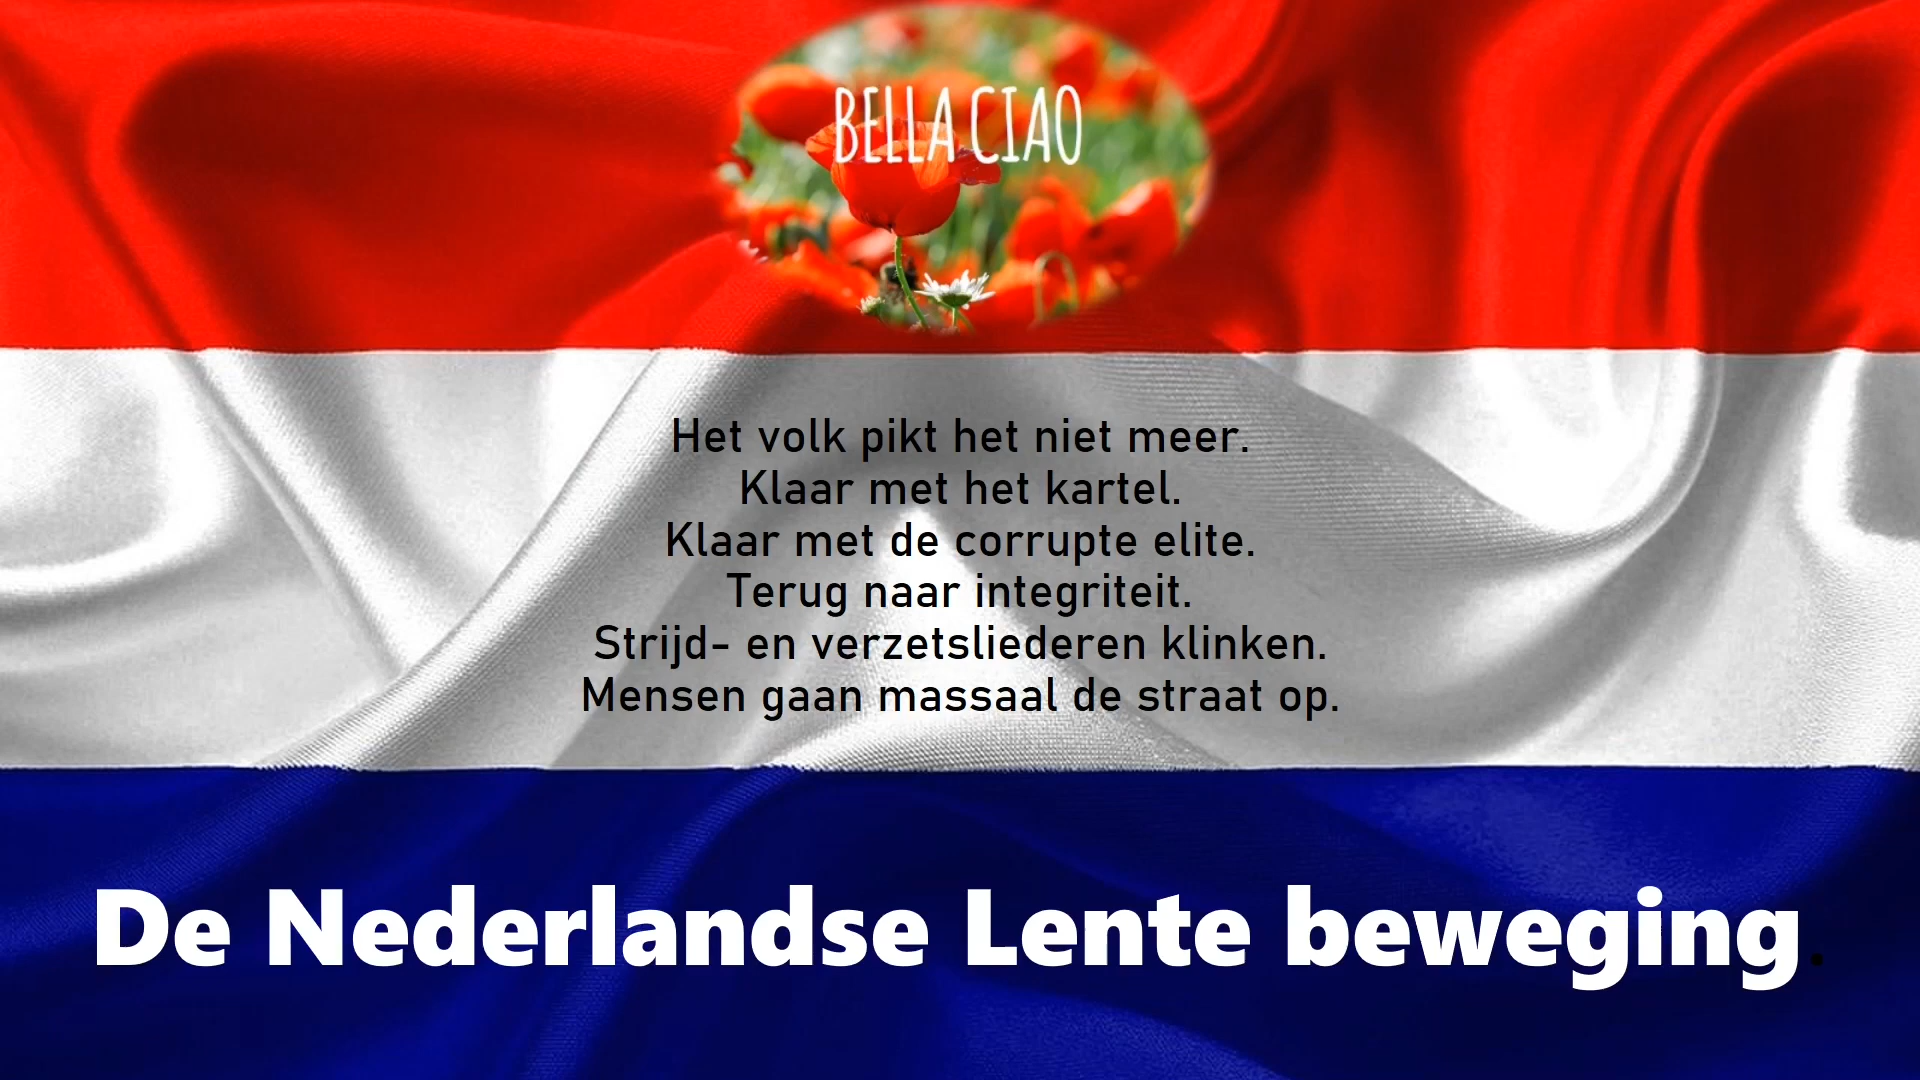 BELLA CIAO
Het volk pikt het niet meer.
Klaar met het kartel.
Klaar met de corrupte elite.
Terug naar integriteit.
Strijd- en verzetsliederen klinken.
Mensen gaan massaal de straat op.
De Nederlandse Lente beweging.